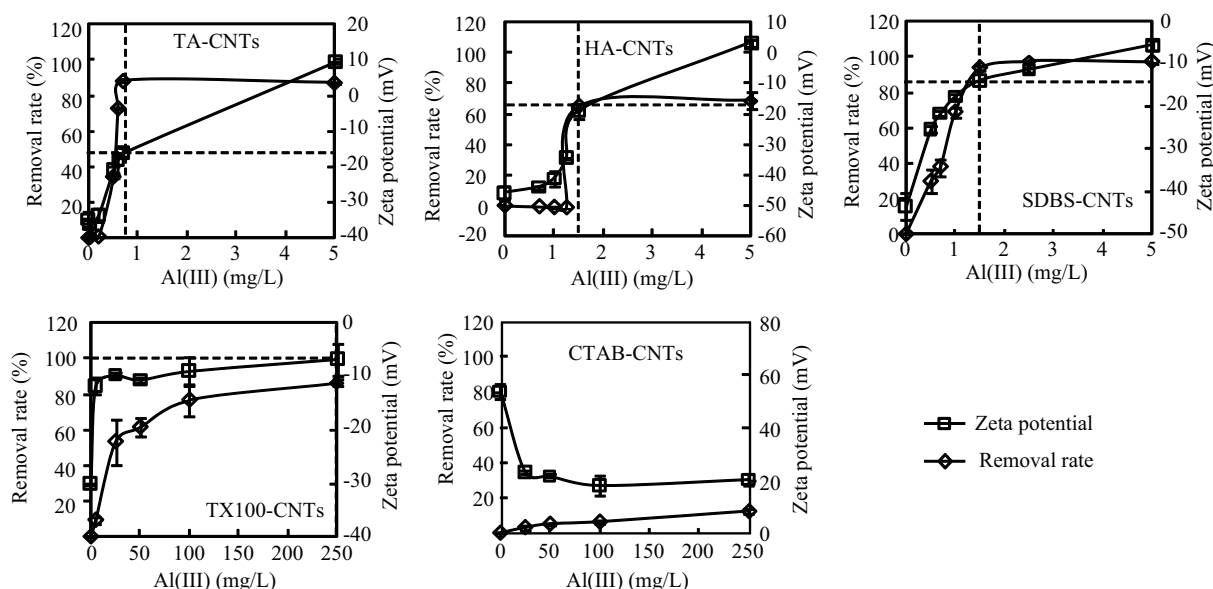 TA-CNTs
Removal rate (%)
120
100
80
60
40
20
20
10
0
-10
-20
-30
-40
Zeta potential (mV)
0 1 2 3 4 5
Al(III) (mg/L)
HA-CNTs
Removal rate (%)
120
100
80
60
40
20
0
-20
10
0
-10
-20
-30
-40
-50
-60
Zeta potential (mV)
0 1 2 3 4 5
Al(III) (mg/L)
SDBS-CNTs
Removal rate (%)
120
100
80
60
40
20
0
-0
-10
-20
-30
-40
-50
Zeta potential (mV)
0 1 2 3 4 5
Al(III) (mg/L)
TX100-CNTs
Removal rate (%)
120
100
80
60
40
20
0
-10
-20
-30
-40
Zeta potential (mV)
0 50 100 150 200 250
Al(III) (mg/L)
CTAB-CNTs
Removal rate (%)
120
100
80
60
40
20
80
60
40
20
0
Zeta potential (mV)
0 50 100 150 200 250
Al(III) (mg/L)
Zeta potential
Removal rate